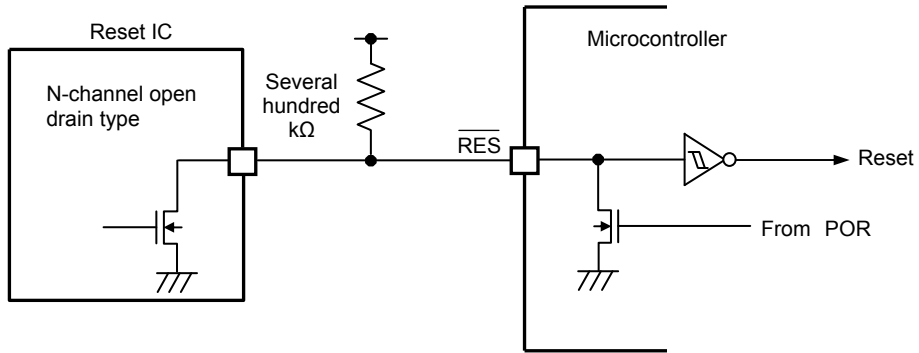 Reset IC
N-channel open
drain type
Several
hundred
kΩ
RES
Microcontroller
Reset
From POR